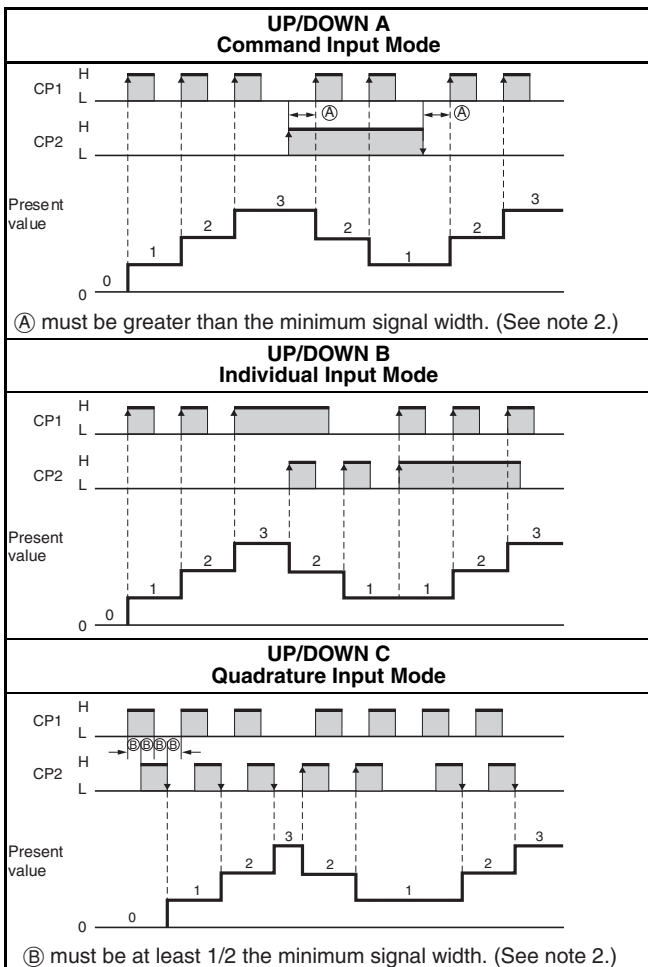 UP/DOWN A
Command Input Mode
CP1 H
L
CP2 H
L
Ⓐ Ⓐ
Present
value
0 1 2 3 2 1 2 3
0
Ⓐ must be greater than the minimum signal width. (See note 2.)
UP/DOWN B
Individual Input Mode
CP1 H
L
CP2 H
L
Present
value
0 1 2 3 2 1 1 2 3
0
UP/DOWN C
Quadrature Input Mode
CP1 H
L
Ⓑ Ⓑ Ⓑ Ⓑ
CP2 H
L
Present
value
0 1 2 3 2 1 2 3
0
Ⓑ must be at least 1/2 the minimum signal width. (See note 2.)